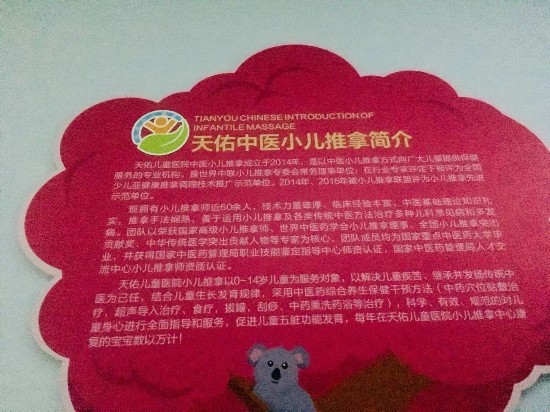 TIANYOU CHINESE INTRODUCTION OF
INFANTILE MASSAGE
天佑中医小儿推拿简介
天佑儿童医院中医小儿推拿成立于2014年，是以中医小儿推拿方式向广大儿童提供保健
服务的专业机构，是世界中联小儿推拿专委会常务理事单位；在行业专家评定下被评为全国
少儿亚健康推拿调理技术推广示范单位。2014年、2016年被小儿推拿联盟评为小儿推拿先进
示范单位。
现拥有小儿推拿师近60余人，技术力量雄厚，临床经验丰富，中医基础理论知识扎
实，推拿手法娴熟，善于运用小儿推拿及各类传统中医方法治疗多种儿科常见病和多发
病。团队以荣获国家高级小儿推拿师、世界中医药学会小儿推拿理事、全国小儿推拿突出
贡献奖、中华传统医学突出贡献人物等专家为核心，团队成员均为国家重点中医药大学毕
业，并获得国家中医药管理局职业技能鉴定指导中心师资认证，国家中医药管理局人才交
流中心小儿推拿师资质认证。
天佑儿童医院小儿推拿以0~14岁儿童为服务对象，以解决儿童疾苦、继承并发扬传统中
医为己任，结合儿童生长发育规律，采用中医药综合养生保健干预方法（中药穴位贴敷治
疗，超声导入治疗、食疗，拔罐，刮痧，中药熏洗药浴等治疗），科学、有效、规范的对儿
童身心进行全面指导和服务，促进儿童五脏功能发育，每年在天佑儿童医院小儿推拿中心康
复的宝宝数以万计！